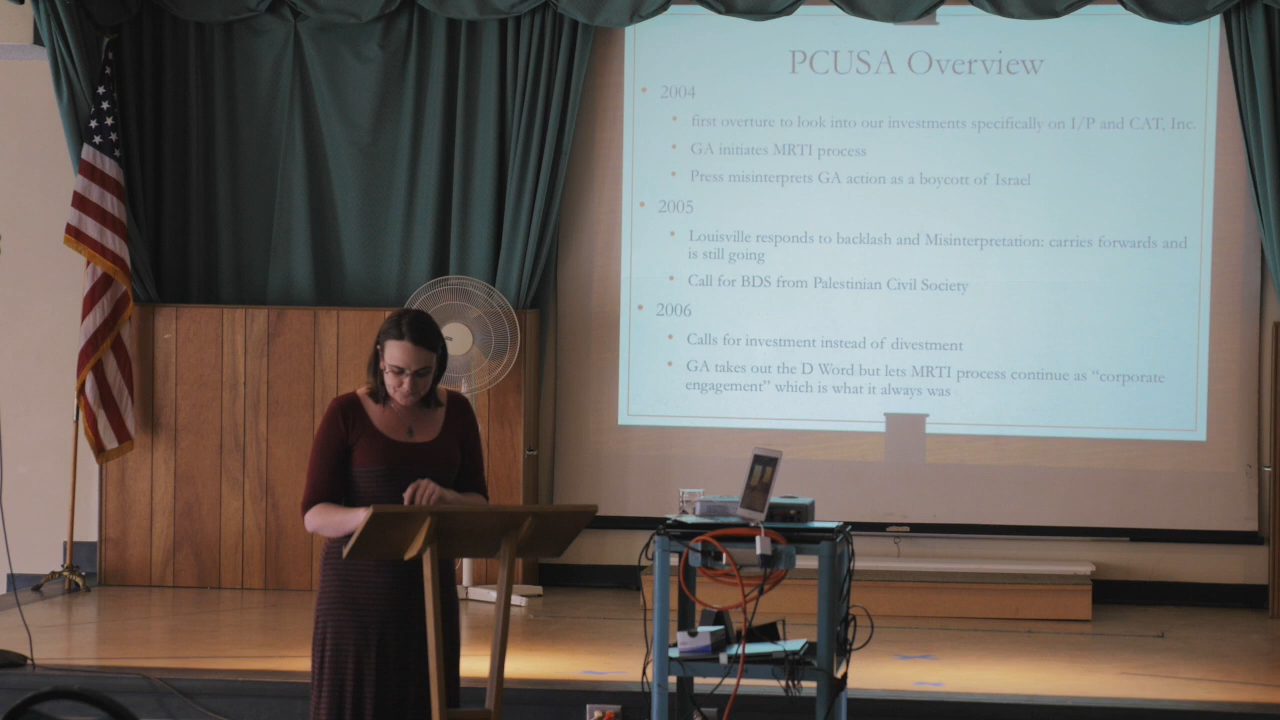 PCUSA Overview
• 2004
• first overture to look into our investments specifically on I/P and CAT, Inc.
• GA initiates MRTI process
• Press misinterprets GA action as a boycott of Israel
• 2005
• Louisville responds to backlash and Misinterpretation: carries forwards and
is still going
• Call for BDS from Palestinian Civil Society
• 2006
• Calls for investment instead of divestment
• GA takes out the D Word but lets MRTI process continue as “corporate
engagement” which is what it always was